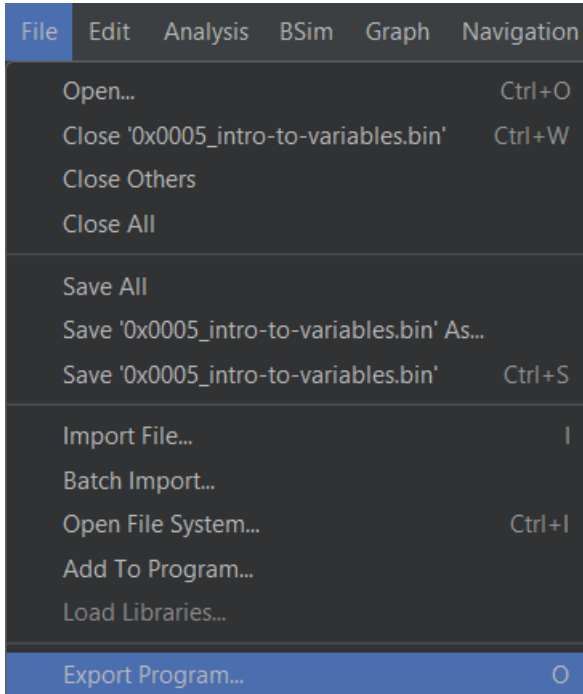 File Edit Analysis BSim Graph Navigation
Open... Ctrl+O
Close '0x0005_intro-to-variables.bin' Ctrl+W
Close Others
Close All
Save All
Save '0x0005_intro-to-variables.bin' As...
Save '0x0005_intro-to-variables.bin' Ctrl+S
Import File... I
Batch Import...
Open File System... Ctrl+I
Add To Program...
Load Libraries...
Export Program... O